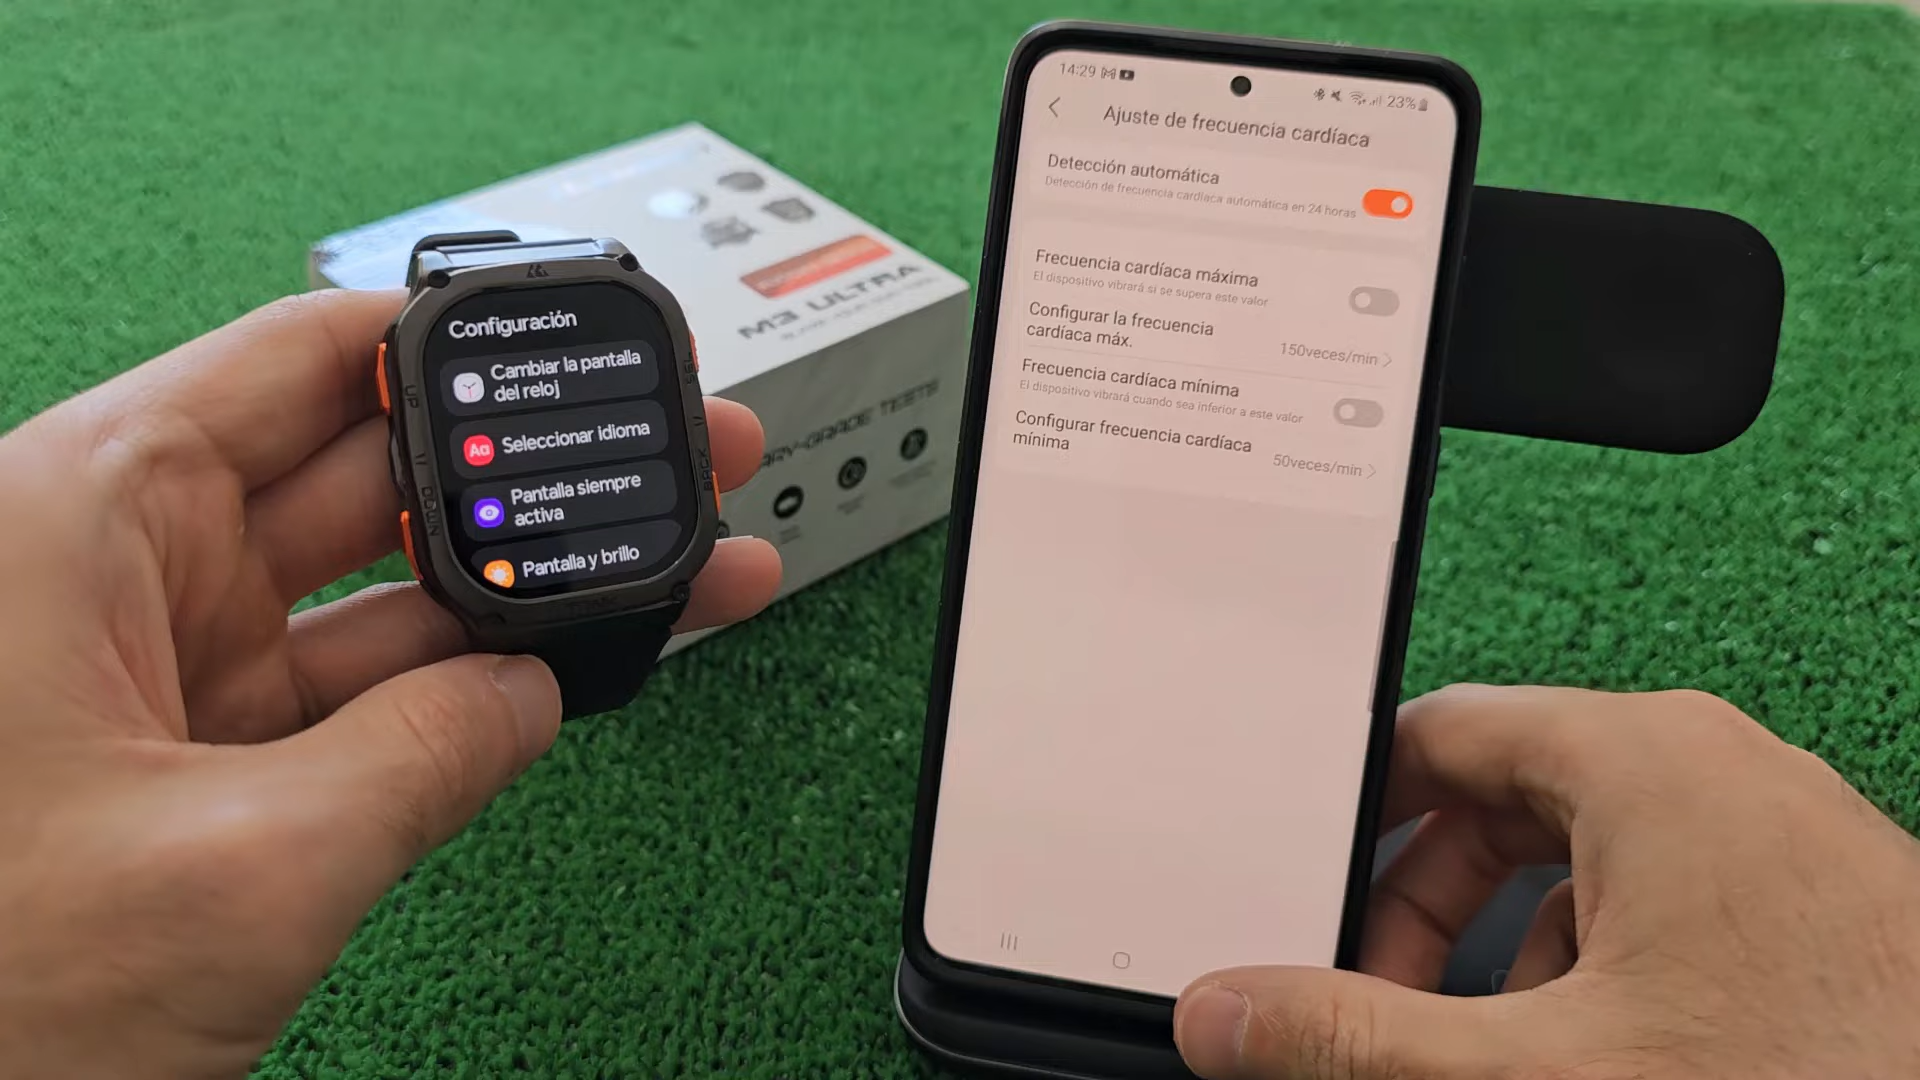 Configuración
Cambiar la pantalla
del reloj
Aa
Seleccionar idioma
Pantalla siempre
activa
Pantalla y brillo
UP
BACK
M3 ULTRA
14:29
23%
Ajuste de frecuencia cardíaca
Detección automática
Detección de frecuencia cardíaca automática en 24 horas
Frecuencia cardíaca máxima
El dispositivo vibrará si se supera este valor
Configurar la frecuencia
cardíaca máx.
150veces/min
Frecuencia cardíaca mínima
El dispositivo vibrará cuando sea inferior a este valor
Configurar frecuencia cardíaca
mínima
50veces/min